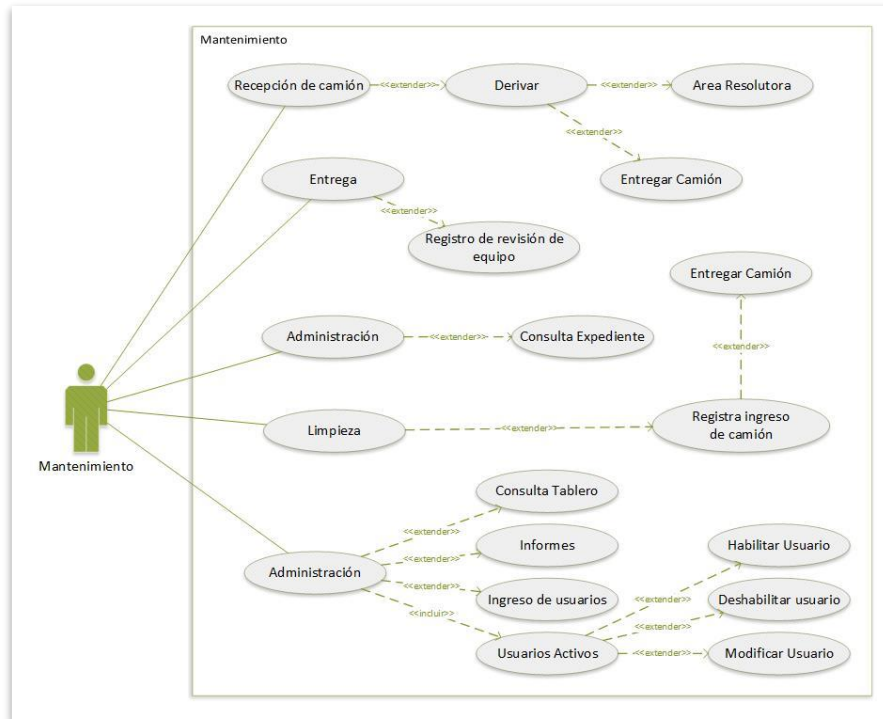 Mantenimiento
Recepción de camión
<<extender>>
Derivar
<<extender>>
Area Resolutora
<<extender>>
Entregar Camión
Entrega
<<extender>>
Registro de revisión de
equipo
Entregar Camión
<<extender>>
Administración
<<extender>>
Consulta Expediente
Limpieza
<<extender>>
Registra ingreso
de camión
Mantenimiento
Consulta Tablero
<<extender>>
Informes
<<extender>>
Administración
<<extender>>
Ingreso de usuarios
<<incluir>>
Usuarios Activos
Habilitar Usuario
<<extender>>
Deshabilitar usuario
<<extender>>
<<extender>>
Modificar Usuario